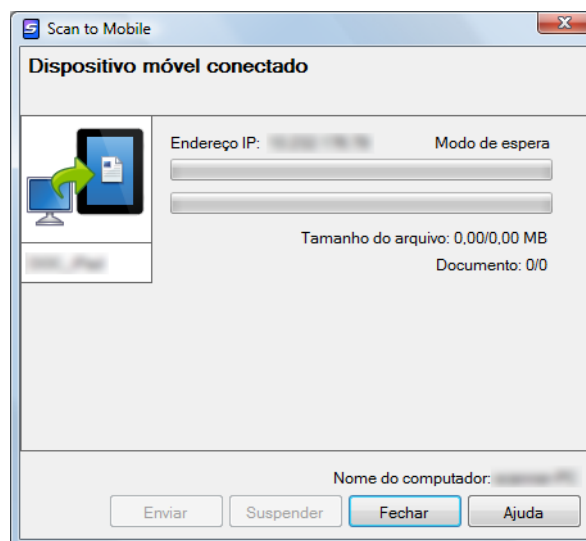 Scan to Mobile
Dispositivo móvel conectado
Endereço IP: Modo de espera
Tamanho do arquivo: 0,00/0,00 MB
Documento: 0/0
Nome do computador:
Enviar Suspender Fechar Ajuda